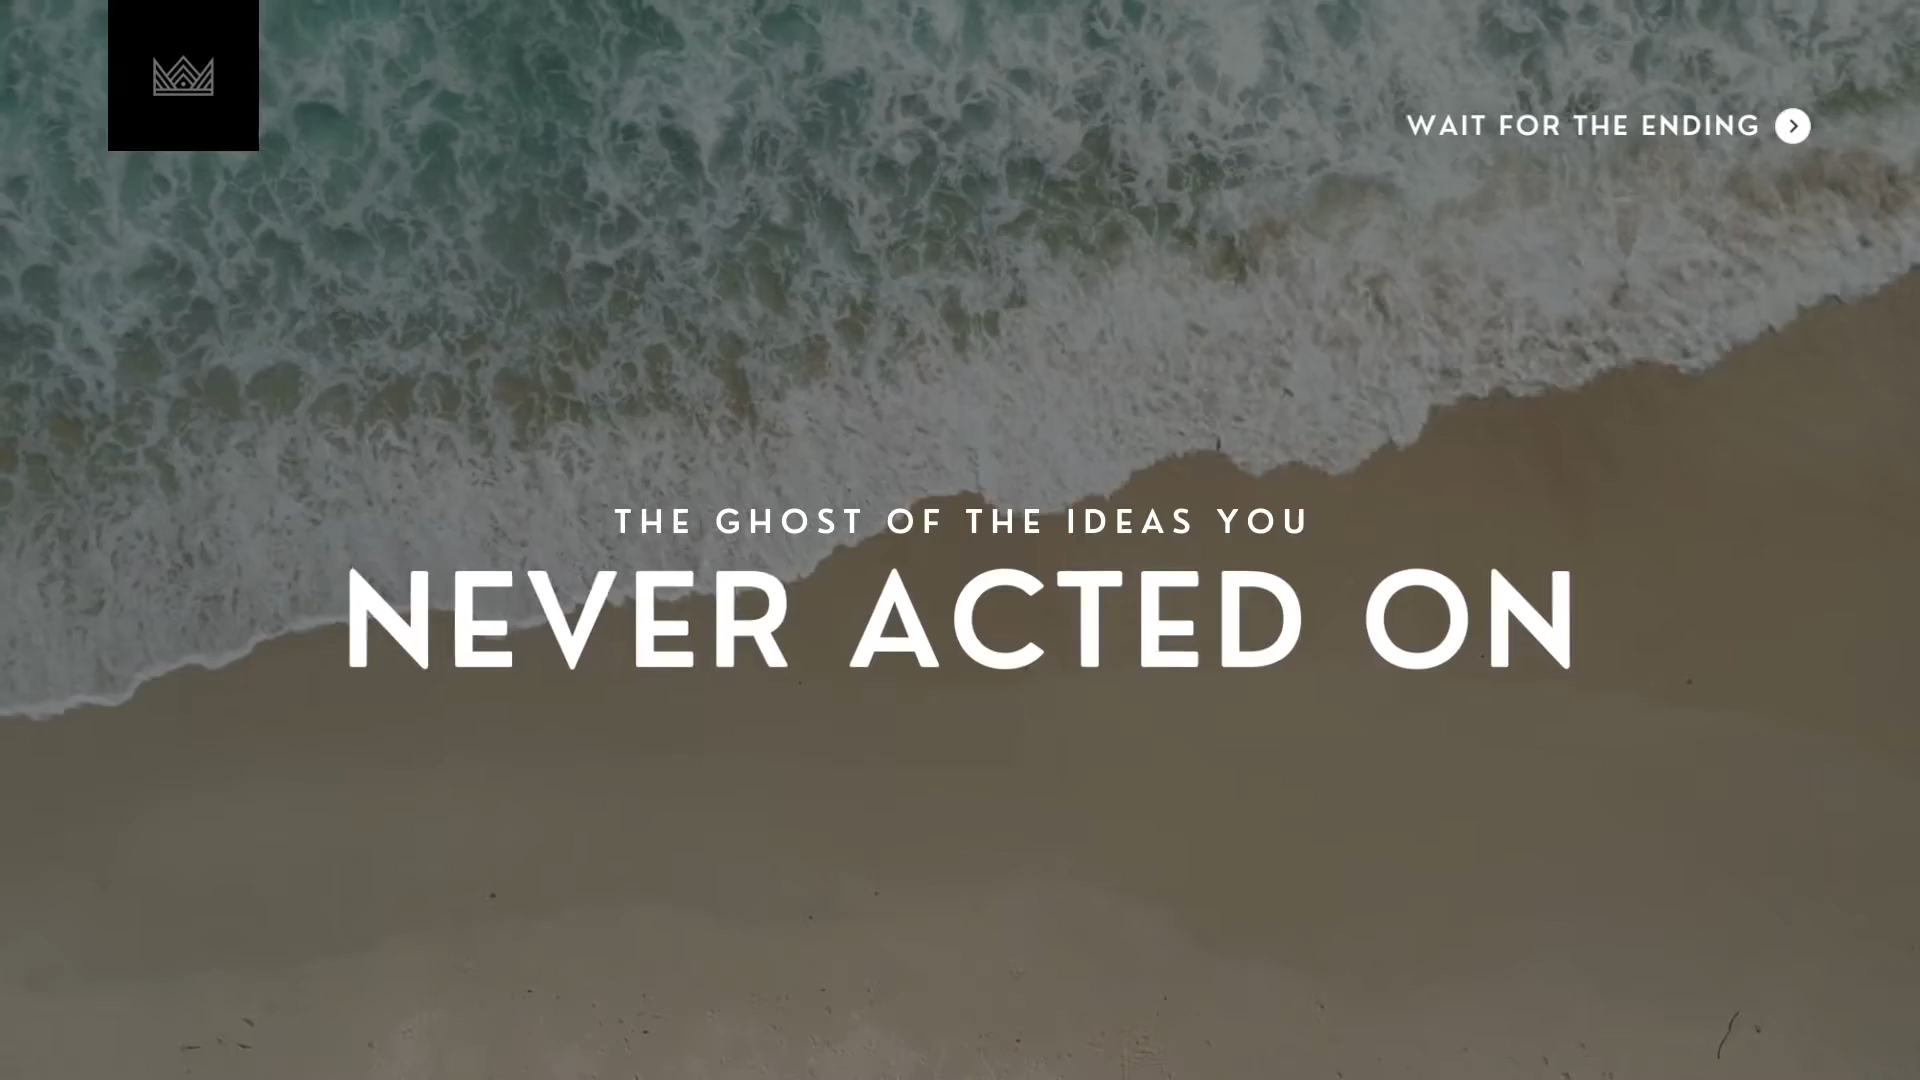 WAIT FOR THE ENDING
THE GHOST OF THE IDEAS YOU
NEVER ACTED ON